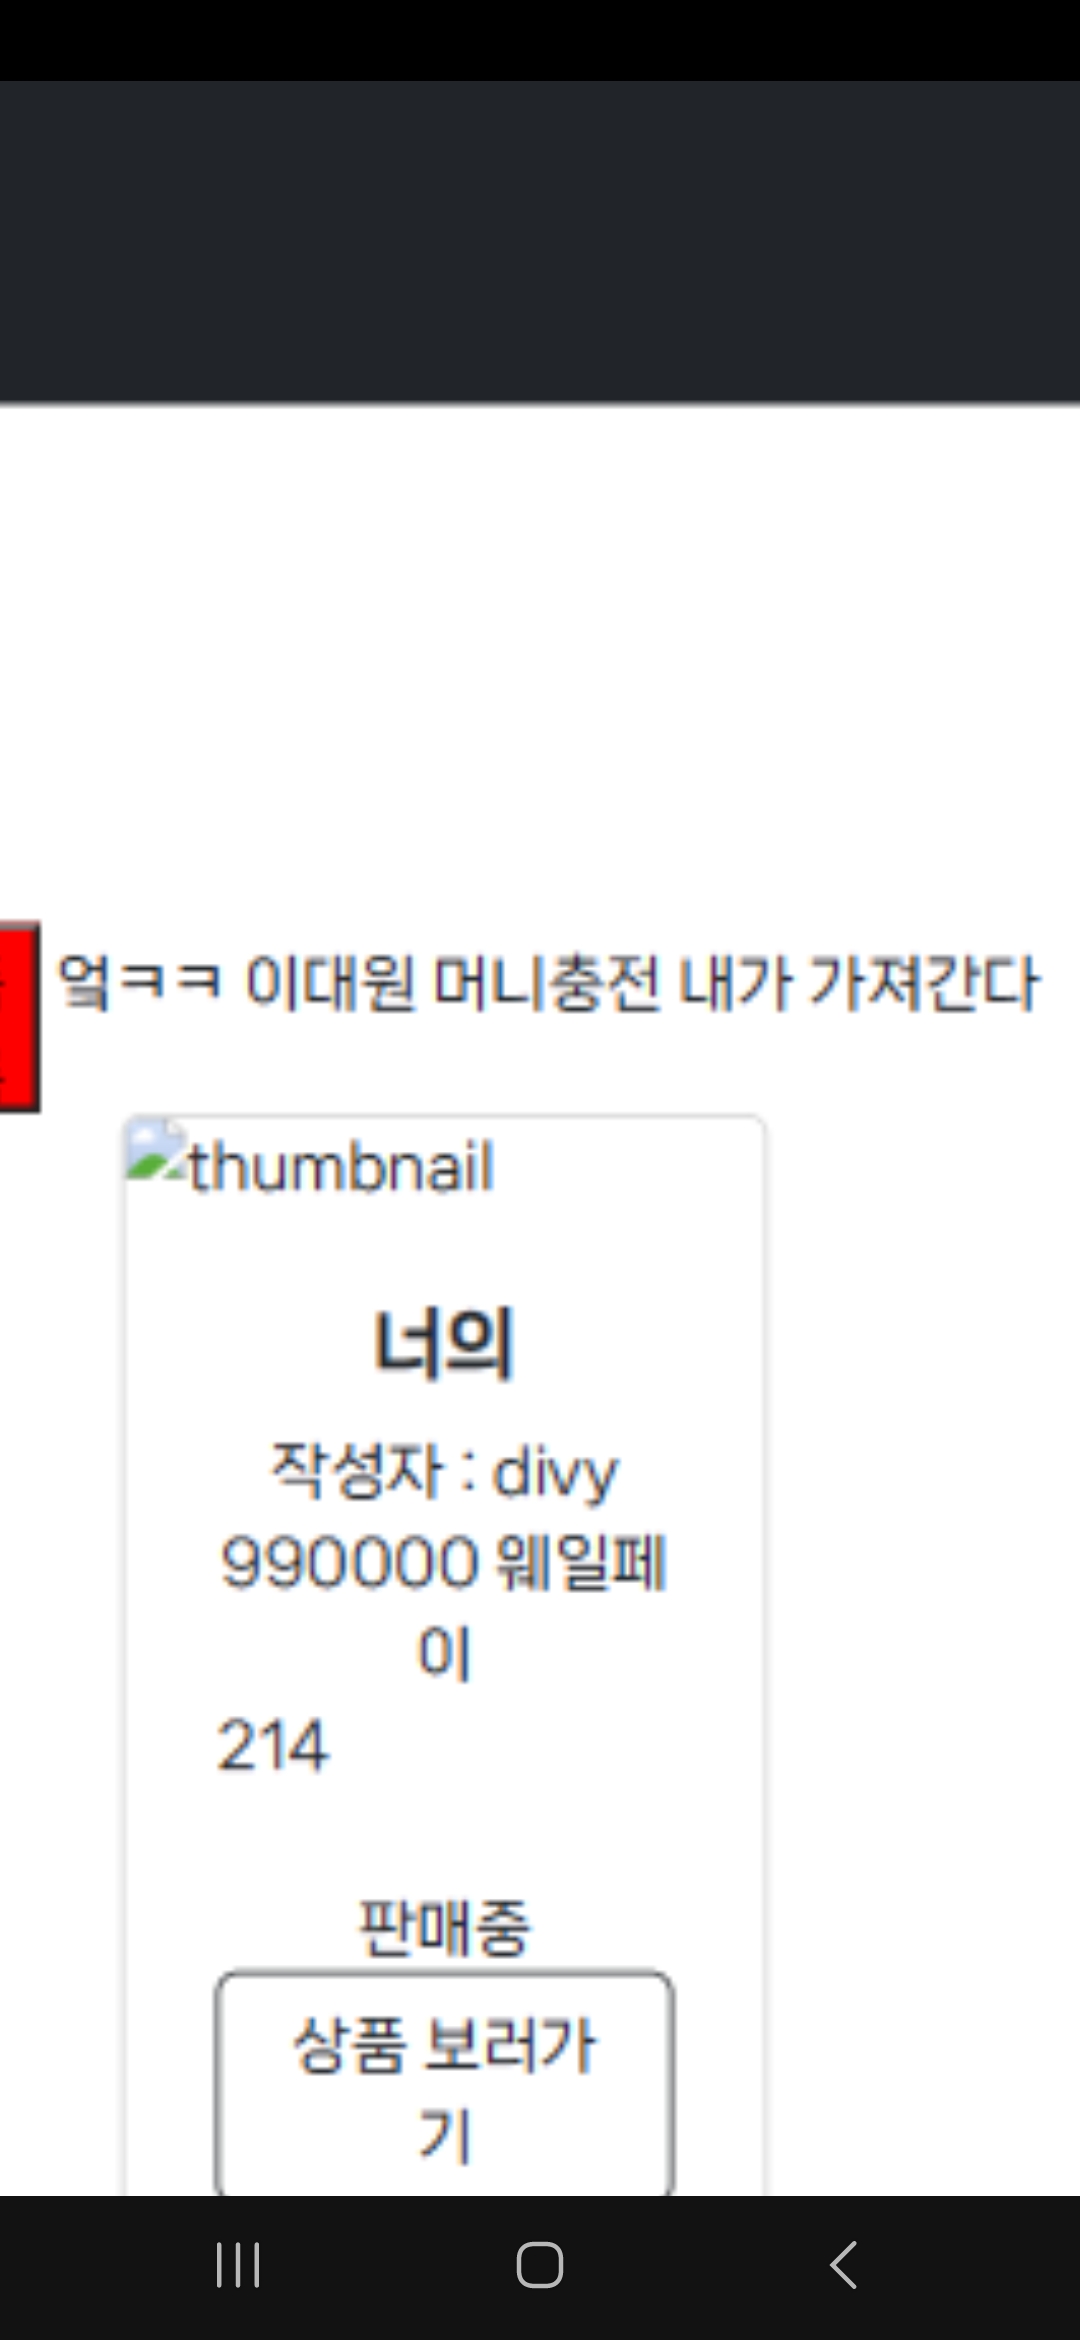 엌ㅋㅋ 이대원 머니충전 내가 가져간다
thumbnail
너의
작성자 : divy
990000 웨일페
이
214
판매중
상품 보러가
기